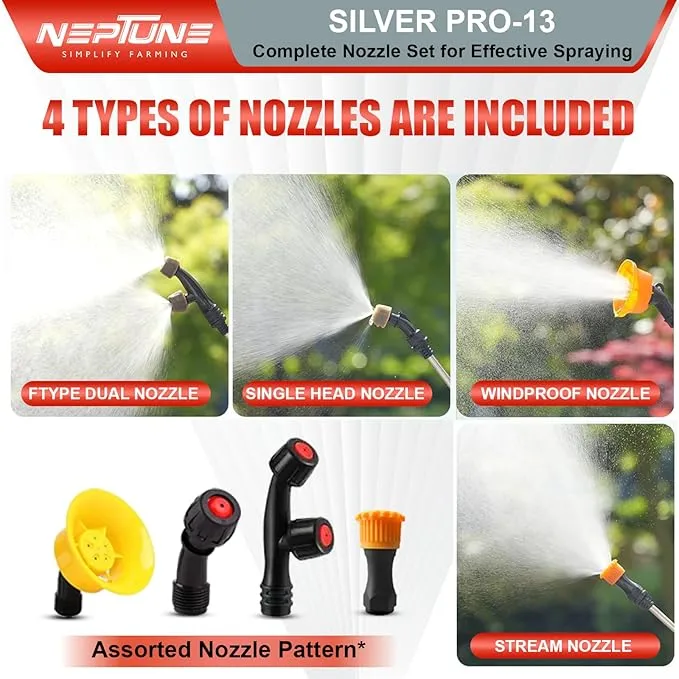 NEPTUNE
SIMPLIFY FARMING
SILVER PRO-13
Complete Nozzle Set for Effective Spraying
4 TYPES OF NOZZLES ARE INCLUDED
FTYPE DUAL NOZZLE
SINGLE HEAD NOZZLE
WINDPROOF NOZZLE
Assorted Nozzle Pattern*
STREAM NOZZLE